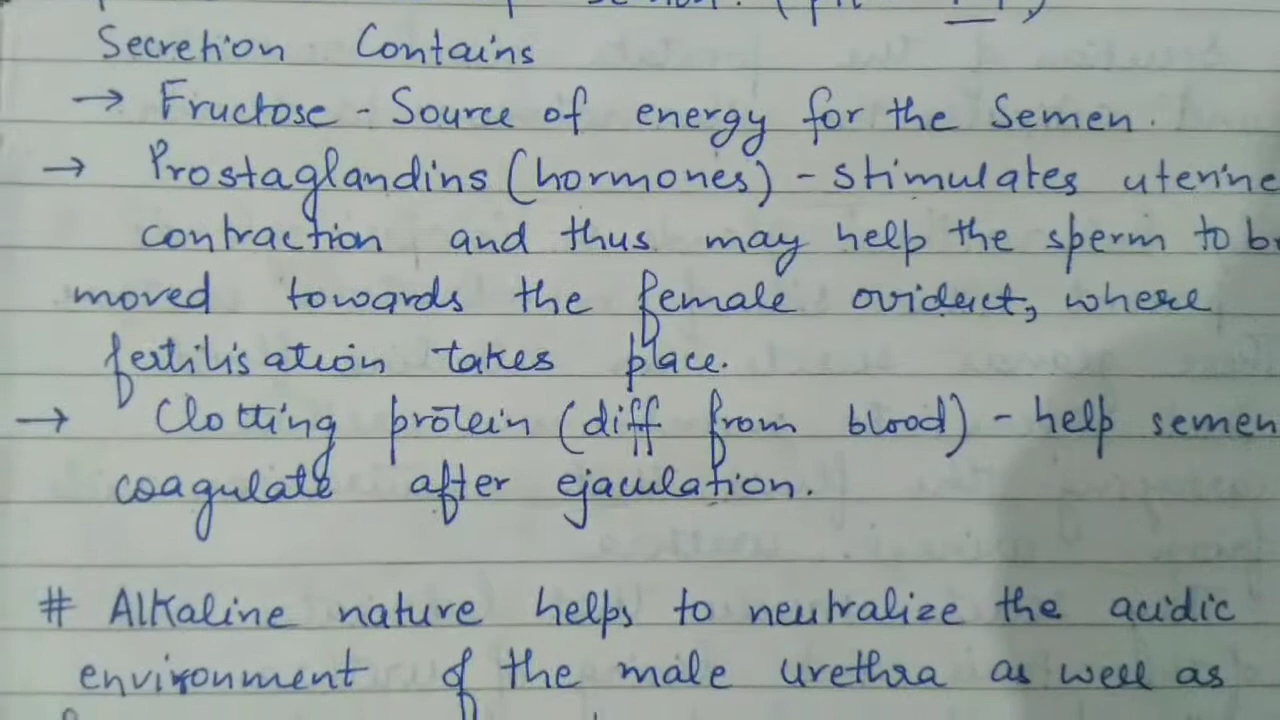 Secretion Contains
→ Fructose - Source of energy for the Semen.
→ Prostaglandins (hormones) - stimulates uterine
contraction and thus may help the sperm to
moved towards the female oviduct, where
fertilisation takes place.
→ Clotting protein (diff from blood) - help semen
coagulate after ejaculation.
# Alkaline nature helps to neutralize the acidic
environment of the male urethra as well as